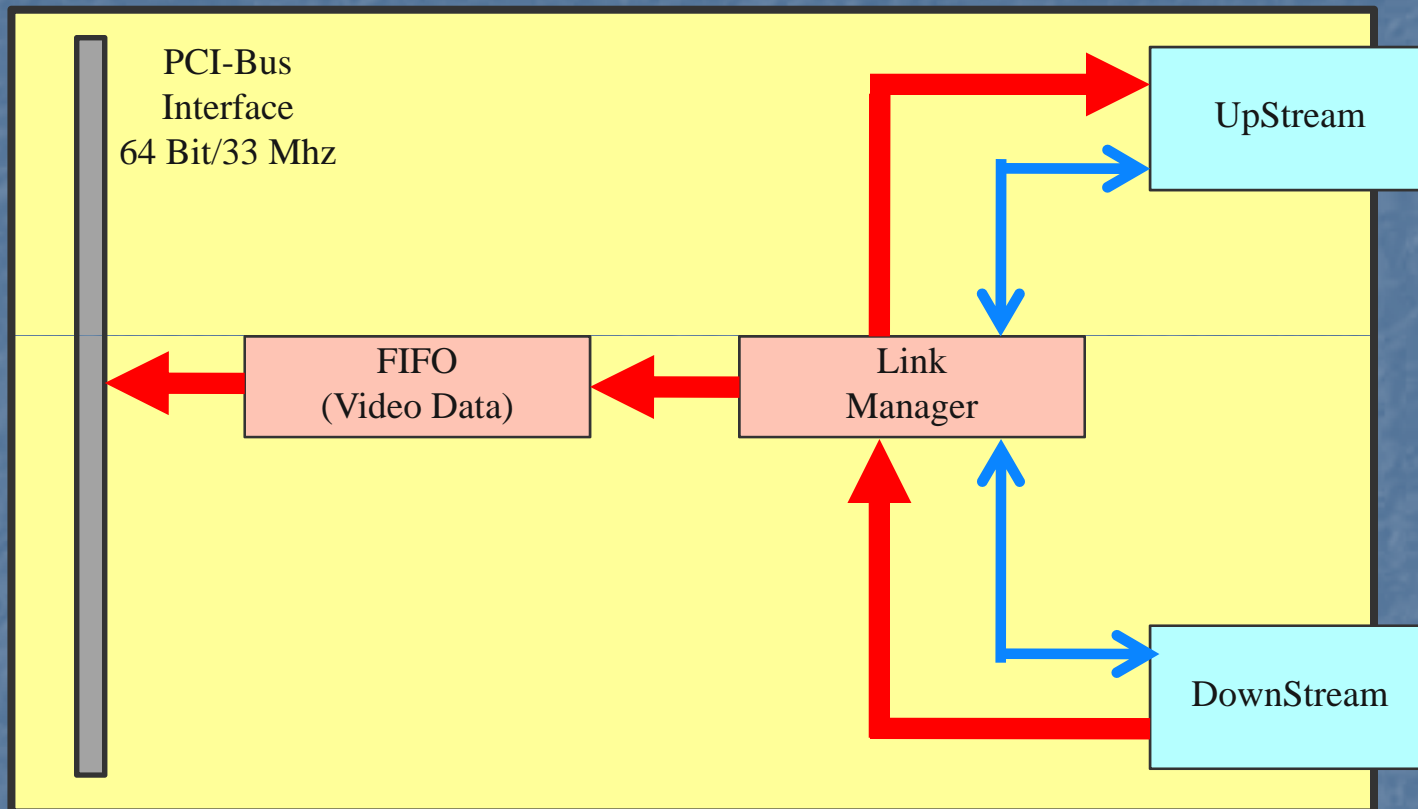 PCI-Bus
Interface
64 Bit/33 Mhz
UpStream
FIFO
(Video Data)
Link
Manager
DownStream